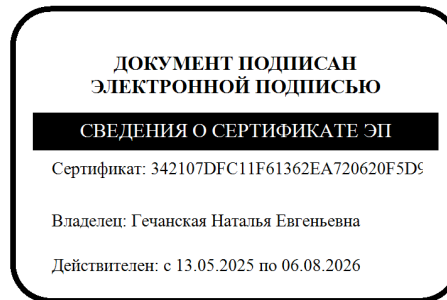 ДОКУМЕНТ ПОДПИСАН
ЭЛЕКТРОННОЙ ПОДПИСЬЮ
СВЕДЕНИЯ О СЕРТИФИКАТЕ ЭП
Сертификат: 342107DFC11F61362EA720620F5D9
Владелец: Гечанская Наталья Евгеньевна
Действителен: с 13.05.2025 по 06.08.2026